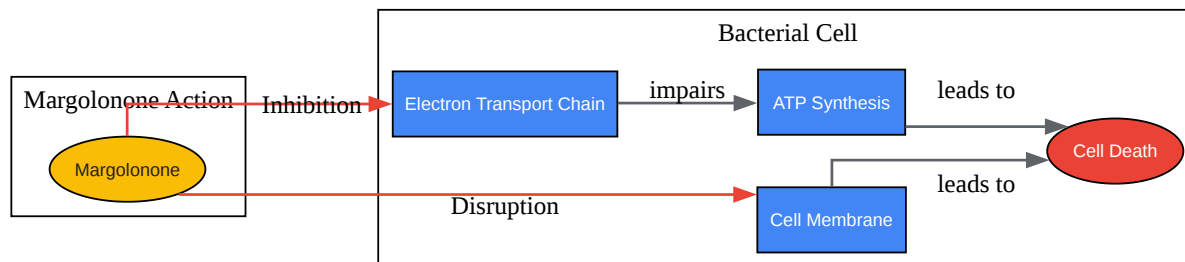 Bacterial Cell
Margolonone Action
Inhibition
Electron Transport Chain
impairs
ATP Synthesis
leads to
Margolonone
Cell Death
Disruption
Cell Membrane
leads to